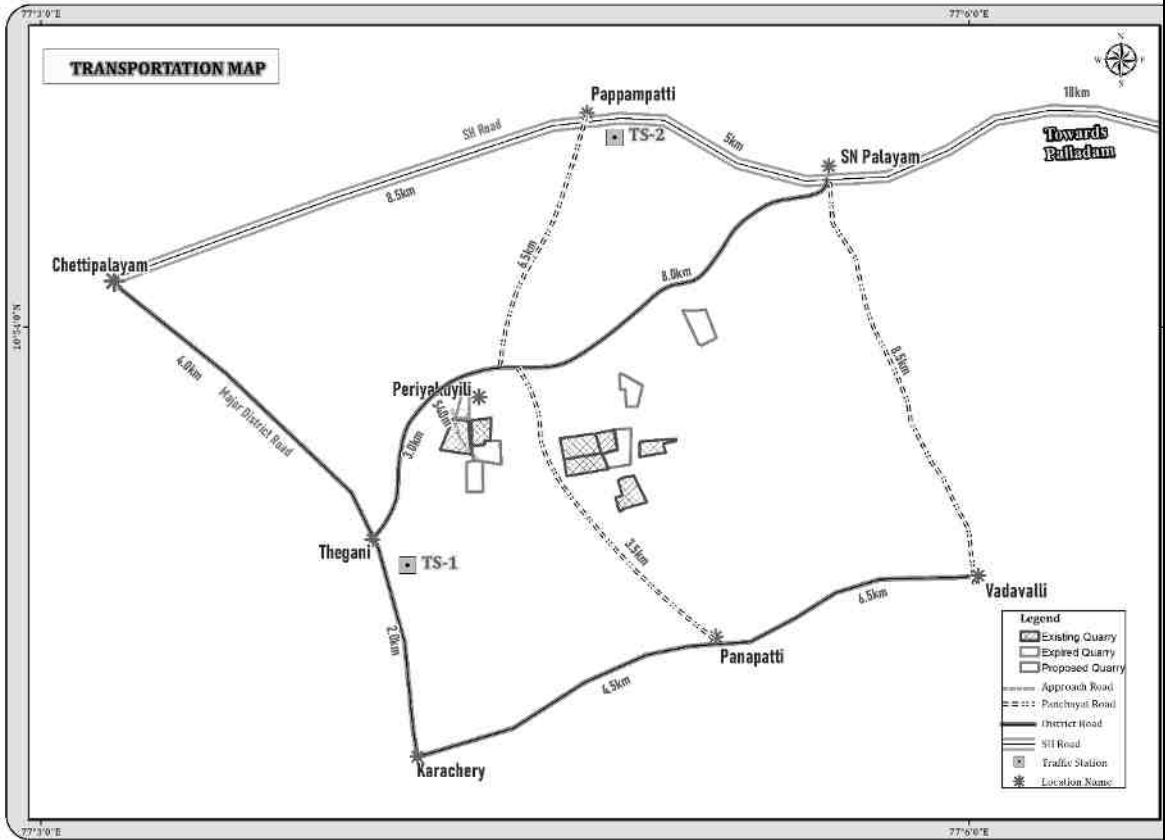 77°3'0"E
77°6'0"E
TRANSPORTATION MAP
N
W E
S
10km
Pappampatti
SH Road
TS-2
5km
Towards
Palladam
SN Palayam
8.5km
6.5km
Chettipalayam
8.0km
10°54'0"N
4.0km
8.5km
Major District Road
Periyakuyili
540m
3.0km
Thegani
3.5km
TS-1
6.5km
Vadavalli
2.0km
Panapatti
4.5km
Karachery
Legend
Existing Quarry
Expired Quarry
Proposed Quarry
Approach Road
Panchayat Road
District Road
SH Road
Traffic Station
Location Name
77°3'0"E
77°6'0"E